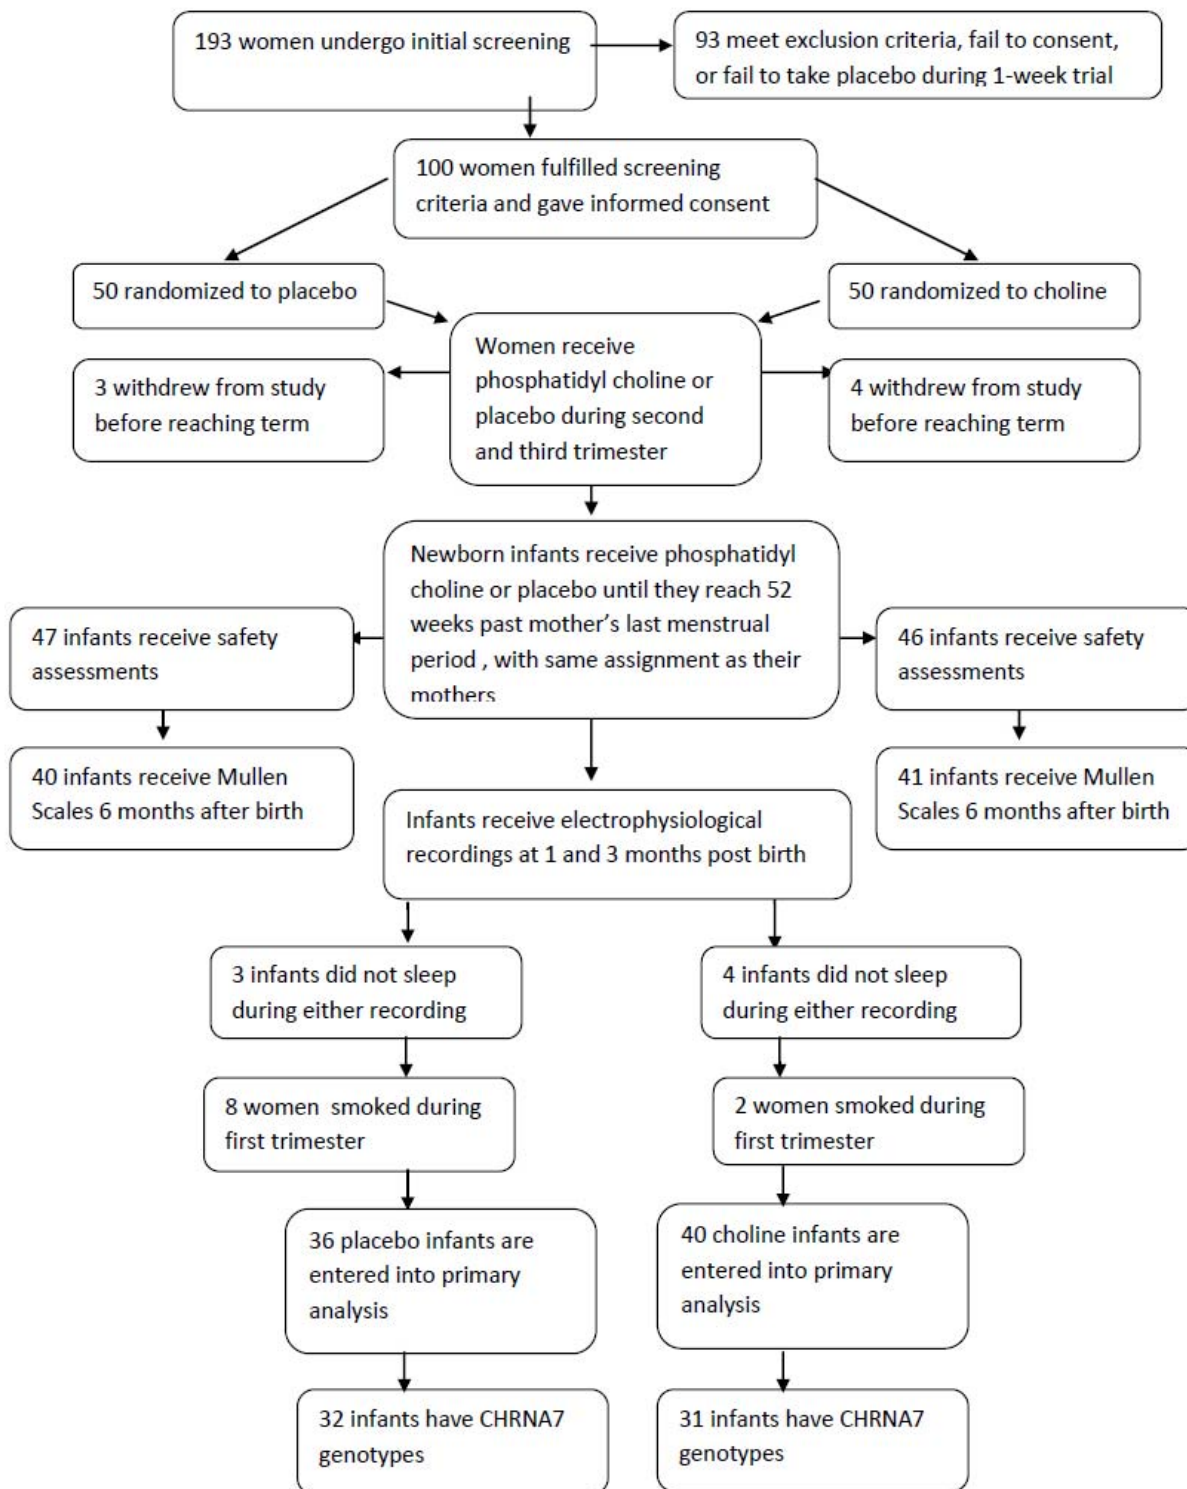 193 women undergo initial screening
93 meet exclusion criteria, fail to consent,
or fail to take placebo during 1-week trial
100 women fulfilled screening
criteria and gave informed consent
50 randomized to placebo
50 randomized to choline
Women receive
phosphatidyl choline or
placebo during second
and third trimester
3 withdrew from study
before reaching term
4 withdrew from study
before reaching term
Newborn infants receive phosphatidyl
choline or placebo until they reach 52
weeks past mother's last menstrual
period , with same assignment as their
mothers
47 infants receive safety
assessments
46 infants receive safety
assessments
40 infants receive Mullen
Scales 6 months after birth
41 infants receive Mullen
Scales 6 months after birth
Infants receive electrophysiological
recordings at 1 and 3 months post birth
3 infants did not sleep
during either recording
4 infants did not sleep
during either recording
8 women  smoked during
first trimester
2 women smoked during
first trimester
36 placebo infants are
entered into primary
analysis
40 choline infants are
entered into primary
analysis
32 infants have CHRNA7
genotypes
31 infants have CHRNA7
genotypes